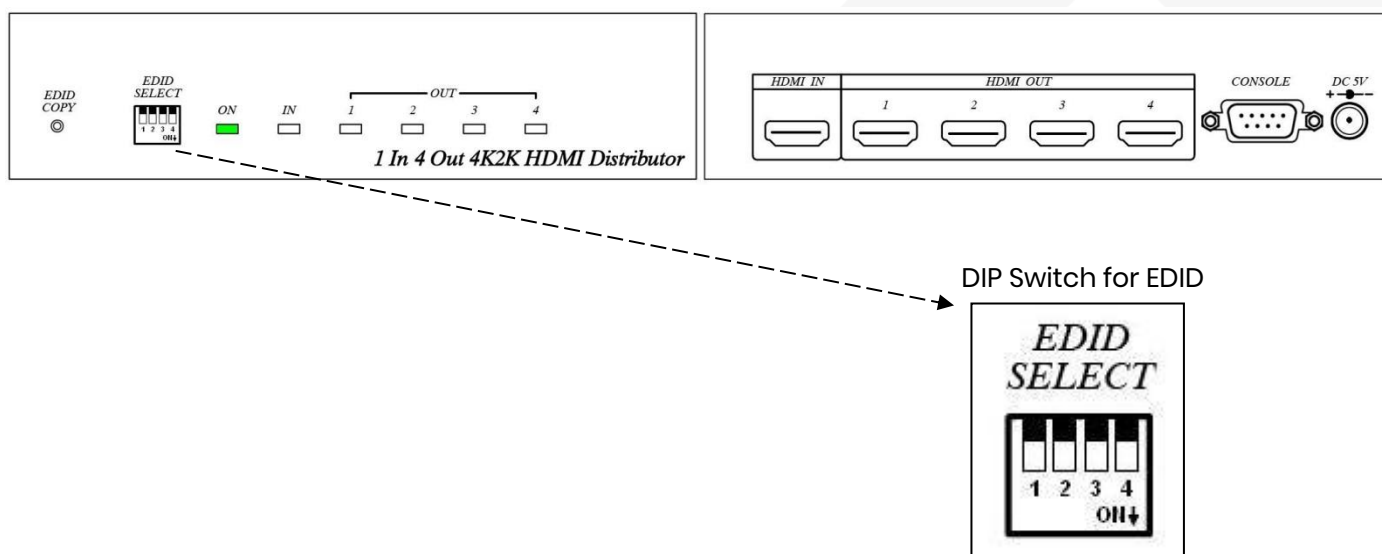 EDID
COPY
EDID
SELECT
1 2 3 4
ON↓
ON
IN
OUT
1 2 3 4
1 In 4 Out 4K2K HDMI Distributor
HDMI IN
HDMI OUT
1 2 3 4
CONSOLE
DC 5V
+ -
DIP Switch for EDID
EDID
SELECT
1 2 3 4
ON↓